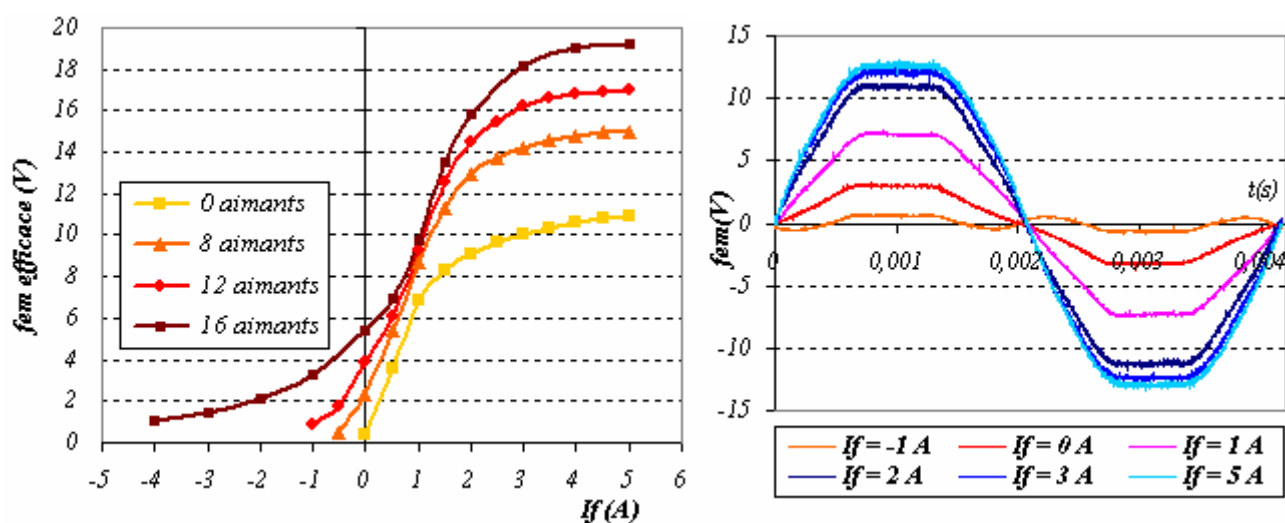 fem efficace (V)
20
18
16
14
12
10
8
6
4
2
0
0 aimants
8 aimants
12 aimants
16 aimants
-5 -4 -3 -2 -1 0 1 2 3 4 5 6
If (A)
fem(V)
15
10
5
0
-5
-10
-15
t(s)
0 0,001 0,002 0,003 0,004
If = -1 A If = 0 A If = 1 A
If = 2 A If = 3 A If = 5 A